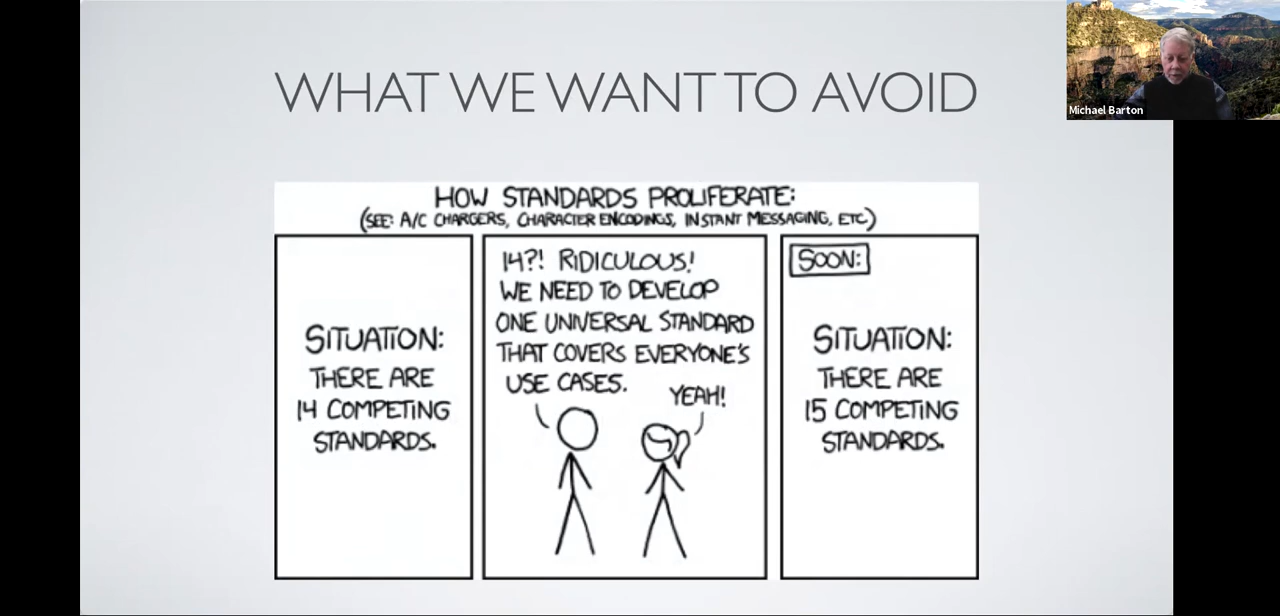 WHAT WE WANT TO AVOID
Michael Barton
HOW STANDARDS PROLIFERATE:
(SEE: A/C CHARGERS, CHARACTER ENCODINGS, INSTANT MESSAGING, ETC.)
SITUATION:
THERE ARE
14 COMPETING
STANDARDS.
14?! RIDICULOUS!
WE NEED TO DEVELOP
ONE UNIVERSAL STANDARD
THAT COVERS EVERYONE'S
USE CASES.
YEAH!
SOON:
SITUATION:
THERE ARE
15 COMPETING
STANDARDS.